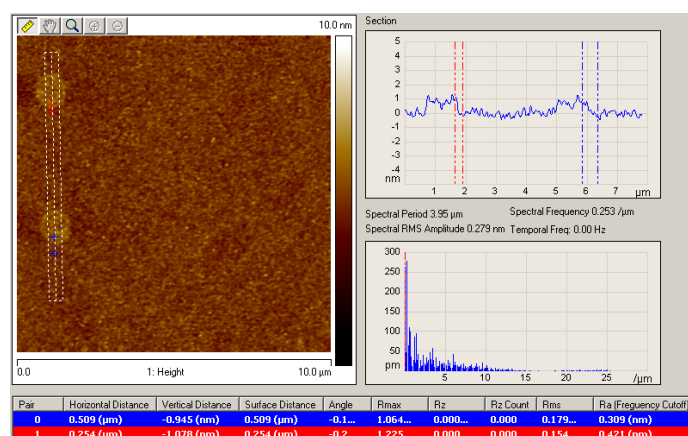 10.0 nm
0.0 1: Height 10.0 µm
Section
5
4
3
2
1
0
-1
-2
-3
-4
nm
1 2 3 4 5 6 7 µm
Spectral Period 3.95 µm Spectral Frequency 0.253 /µm
Spectral RMS Amplitude 0.279 nm Temporal Freq: 0.00 Hz
300
250
200
150
100
50
pm
5 10 15 20 25 /µm
Pair Horizontal Distance Vertical Distance Surface Distance Angle Rmax Rz Rz Count Rms Ra (Freguency Cutoff)
0 0.509 (µm) -0.945 (nm) 0.509 (µm) -0.1... 1.064... 0.000... 0.000 0.179... 0.309 (nm)
1 0.254 (µm) -1.078 (nm) 0.254 (µm) -0.2 1.225 0.000 0.000 0.154 0.421 (nm)